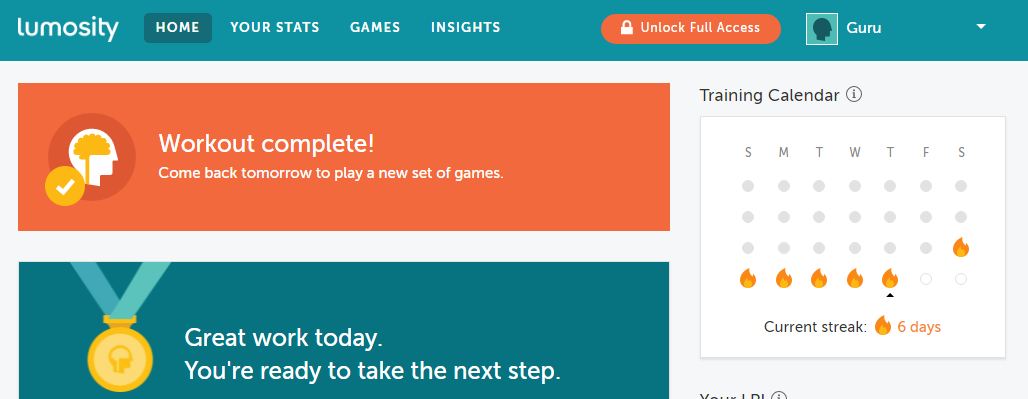 lumosity HOME YOUR STATS GAMES INSIGHTS Unlock Full Access Guru
Workout complete!
Come back tomorrow to play a new set of games.
Great work today.
You're ready to take the next step.
Training Calendar
S M T W T F S
Current streak: 6 days
Your LPI